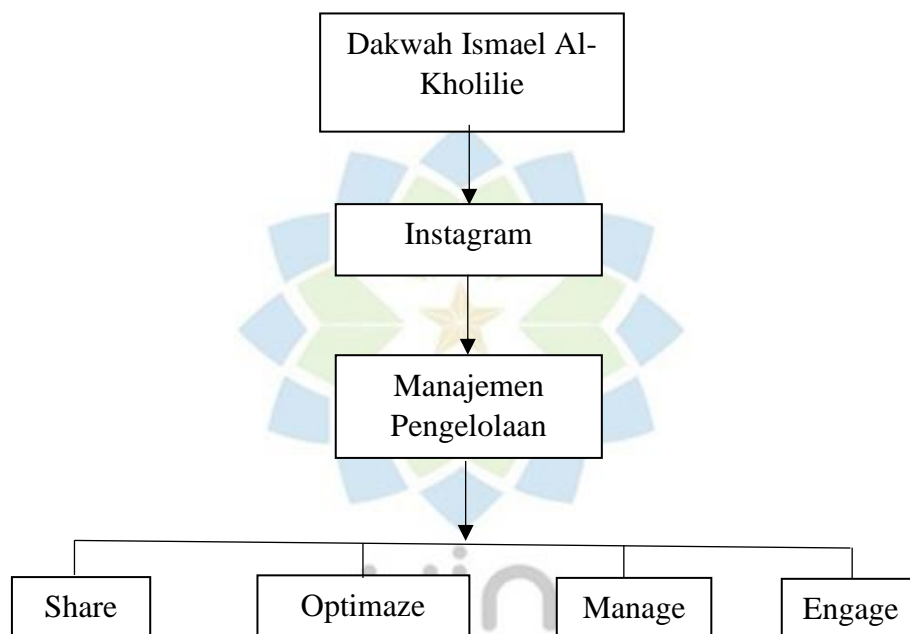 Dakwah Ismael Al-
Kholilie
Instagram
Manajemen
Pengelolaan
Share
Optimaze
Manage
Engage